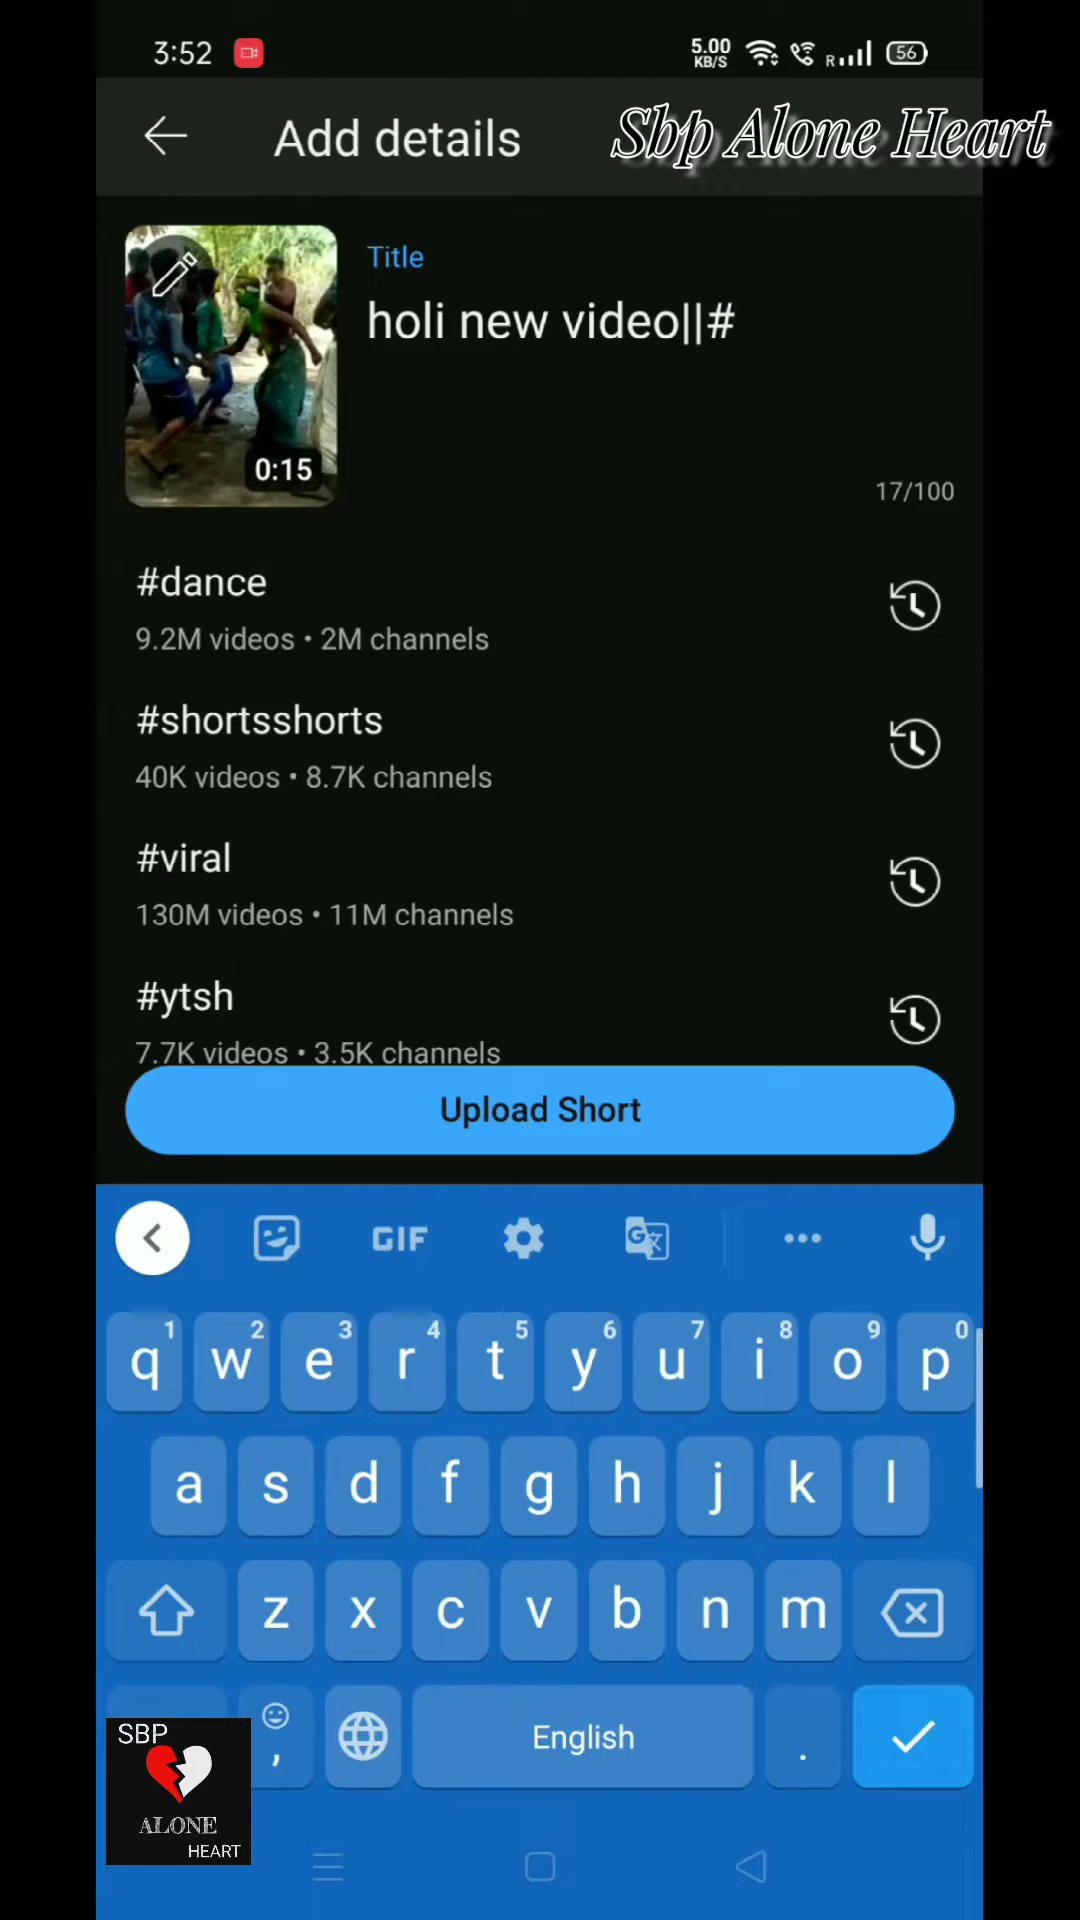 3:52
5.00
KB/S
R
56
Add details
Sbp Alone Heart
Title
holi new video||#
0:15
17/100
#dance
9.2M videos • 2M channels
#shortsshorts
40K videos • 8.7K channels
#viral
130M videos • 11M channels
#ytsh
7.7K videos • 3.5K channels
Upload Short
GIF
G 文
1 2 3 4 5 6 7 8 9 0
q w e r t y u i o p
a s d f g h j k l
z x c v b n m
, English .
SBP
ALONE
HEART